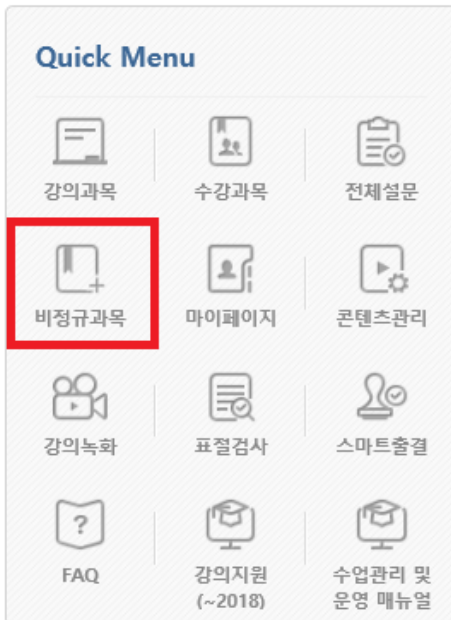 Quick Menu
강의과목 수강과목 전체설문
비정규과목 마이페이지 콘텐츠관리
강의녹화 표절검사 스마트출결
?
FAQ 강의지원 수업관리 및
(~2018) 운영 매뉴얼